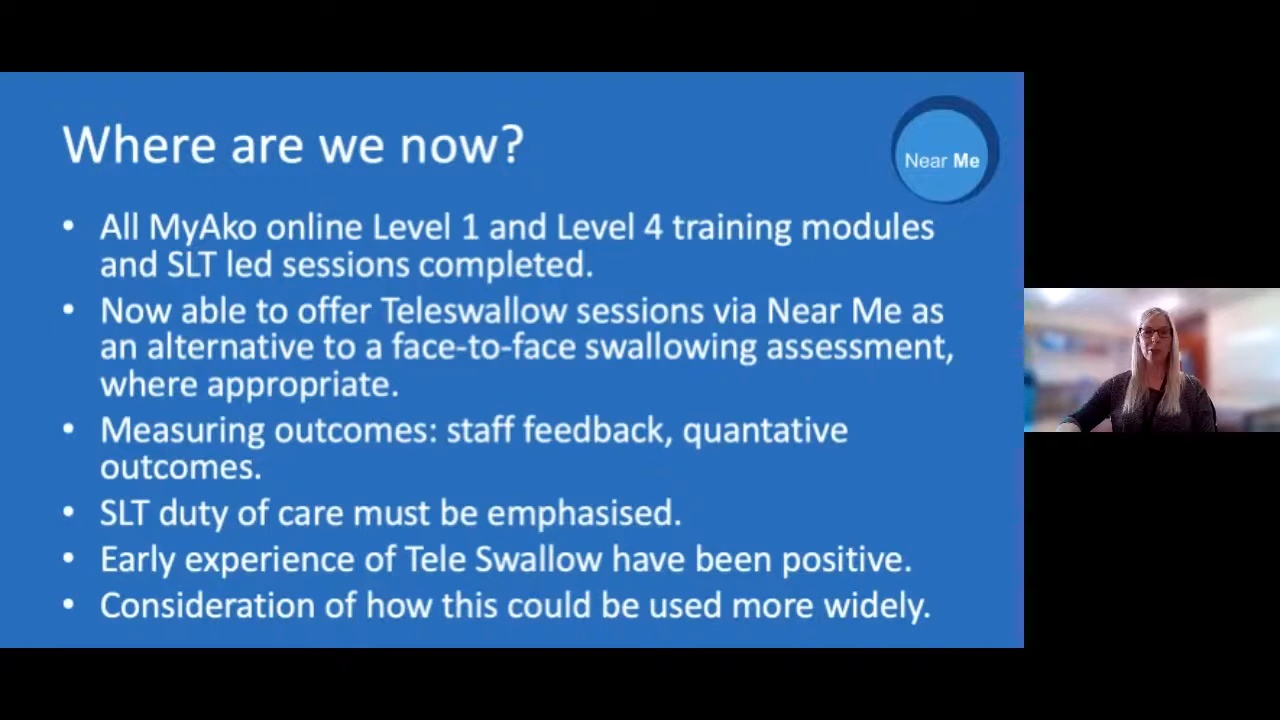 Where are we now?
Near Me
• All MyAko online Level 1 and Level 4 training modules
and SLT led sessions completed.
• Now able to offer Teleswallow sessions via Near Me as
an alternative to a face-to-face swallowing assessment,
where appropriate.
• Measuring outcomes: staff feedback, quantative
outcomes.
• SLT duty of care must be emphasised.
• Early experience of Tele Swallow have been positive.
• Consideration of how this could be used more widely.